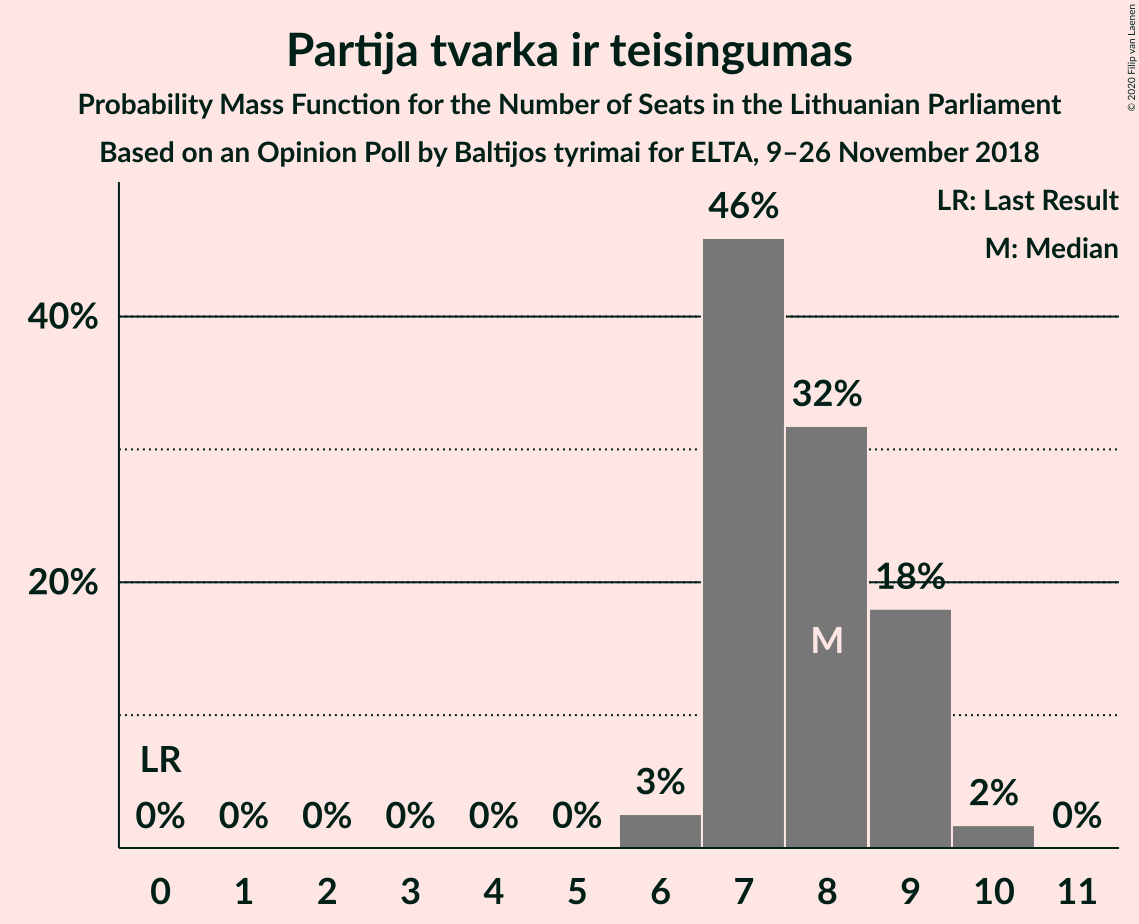 Partija tvarka ir teisingumas
Probability Mass Function for the Number of Seats in the Lithuanian Parliament
Based on an Opinion Poll by Baltijos tyrimai for ELTA, 9–26 November 2018
© 2020 Filip van Laenen
LR: Last Result
M: Median
46%
40%
32%
20%
18%
M
LR
0% 0% 0% 0% 0% 0% 3% 2% 0%
0 1 2 3 4 5 6 7 8 9 10 11